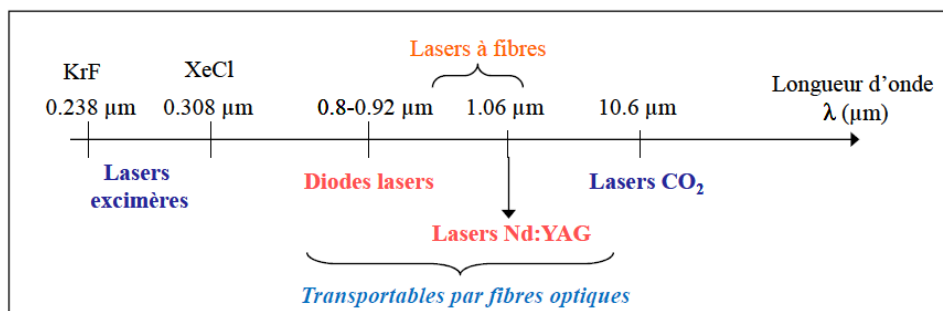 Lasers à fibres
KrF
XeCl
Longueur d'onde
λ (µm)
0.238 µm
0.308 µm
0.8-0.92 µm
1.06 µm
10.6 µm
Lasers
excimères
Diodes lasers
Lasers CO₂
Lasers Nd:YAG
Transportables par fibres optiques